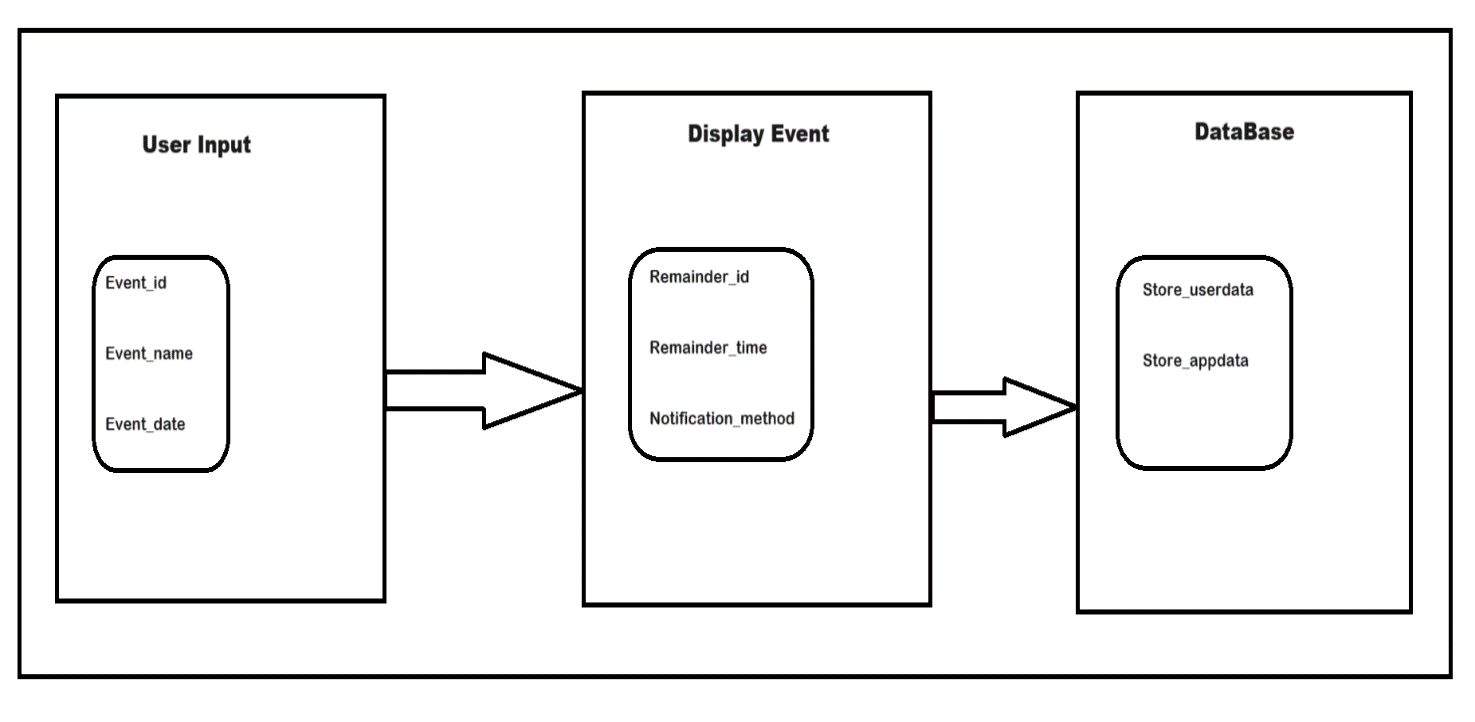 User Input
Event_id
Event_name
Event_date
Display Event
Remainder_id
Remainder_time
Notification_method
DataBase
Store_userdata
Store_appdata